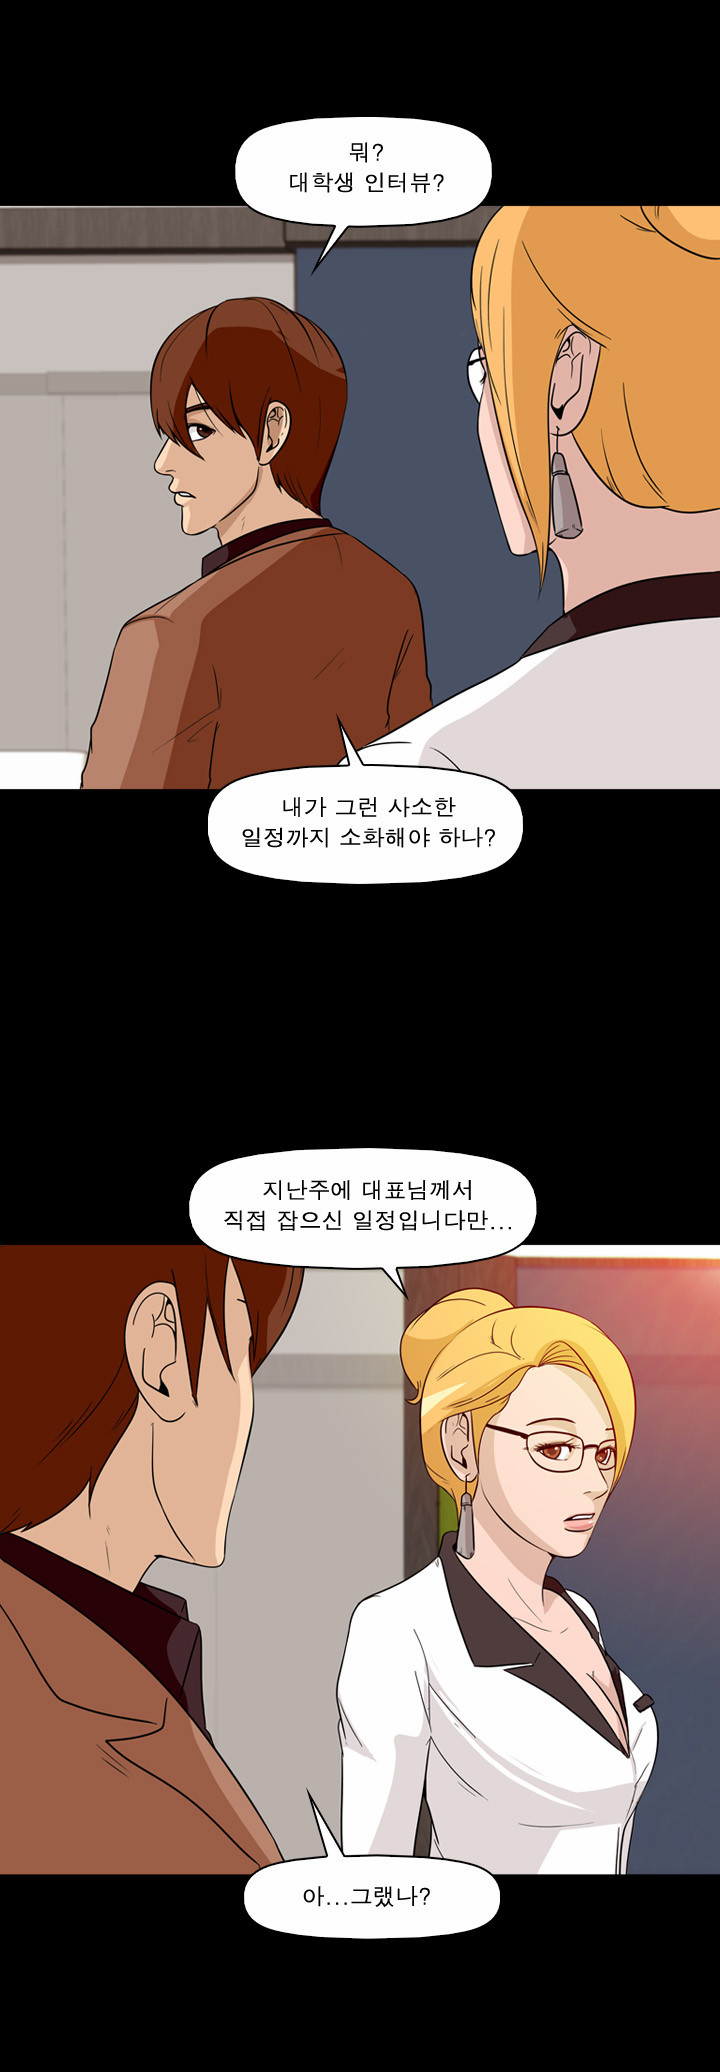 뭐?
대학생 인터뷰?
내가 그런 사소한
일정까지 소화해야 하나?
지난주에 대표님께서
직접 잡으신 일정입니다만...
아...그랬나?